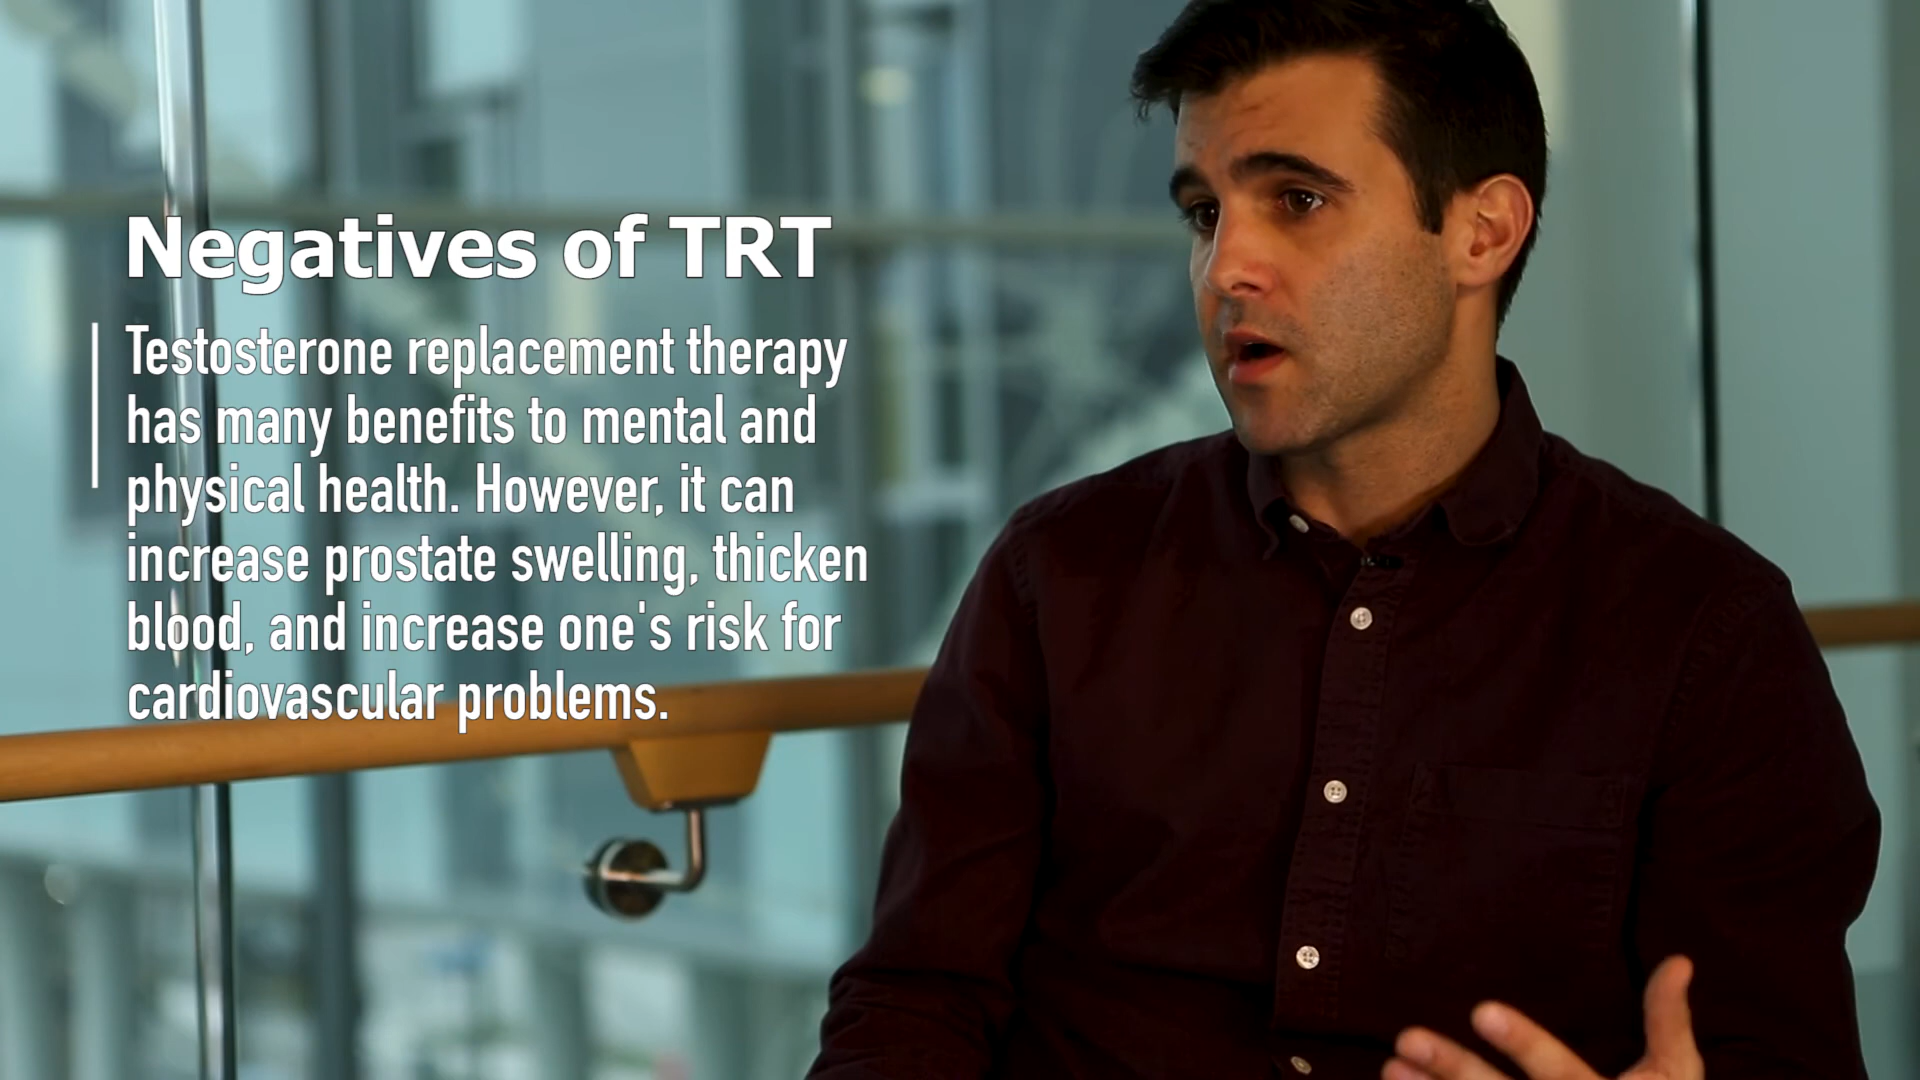 Negatives of TRT
Testosterone replacement therapy
has many benefits to mental and
physical health. However, it can
increase prostate swelling, thicken
blood, and increase one's risk for
cardiovascular problems.